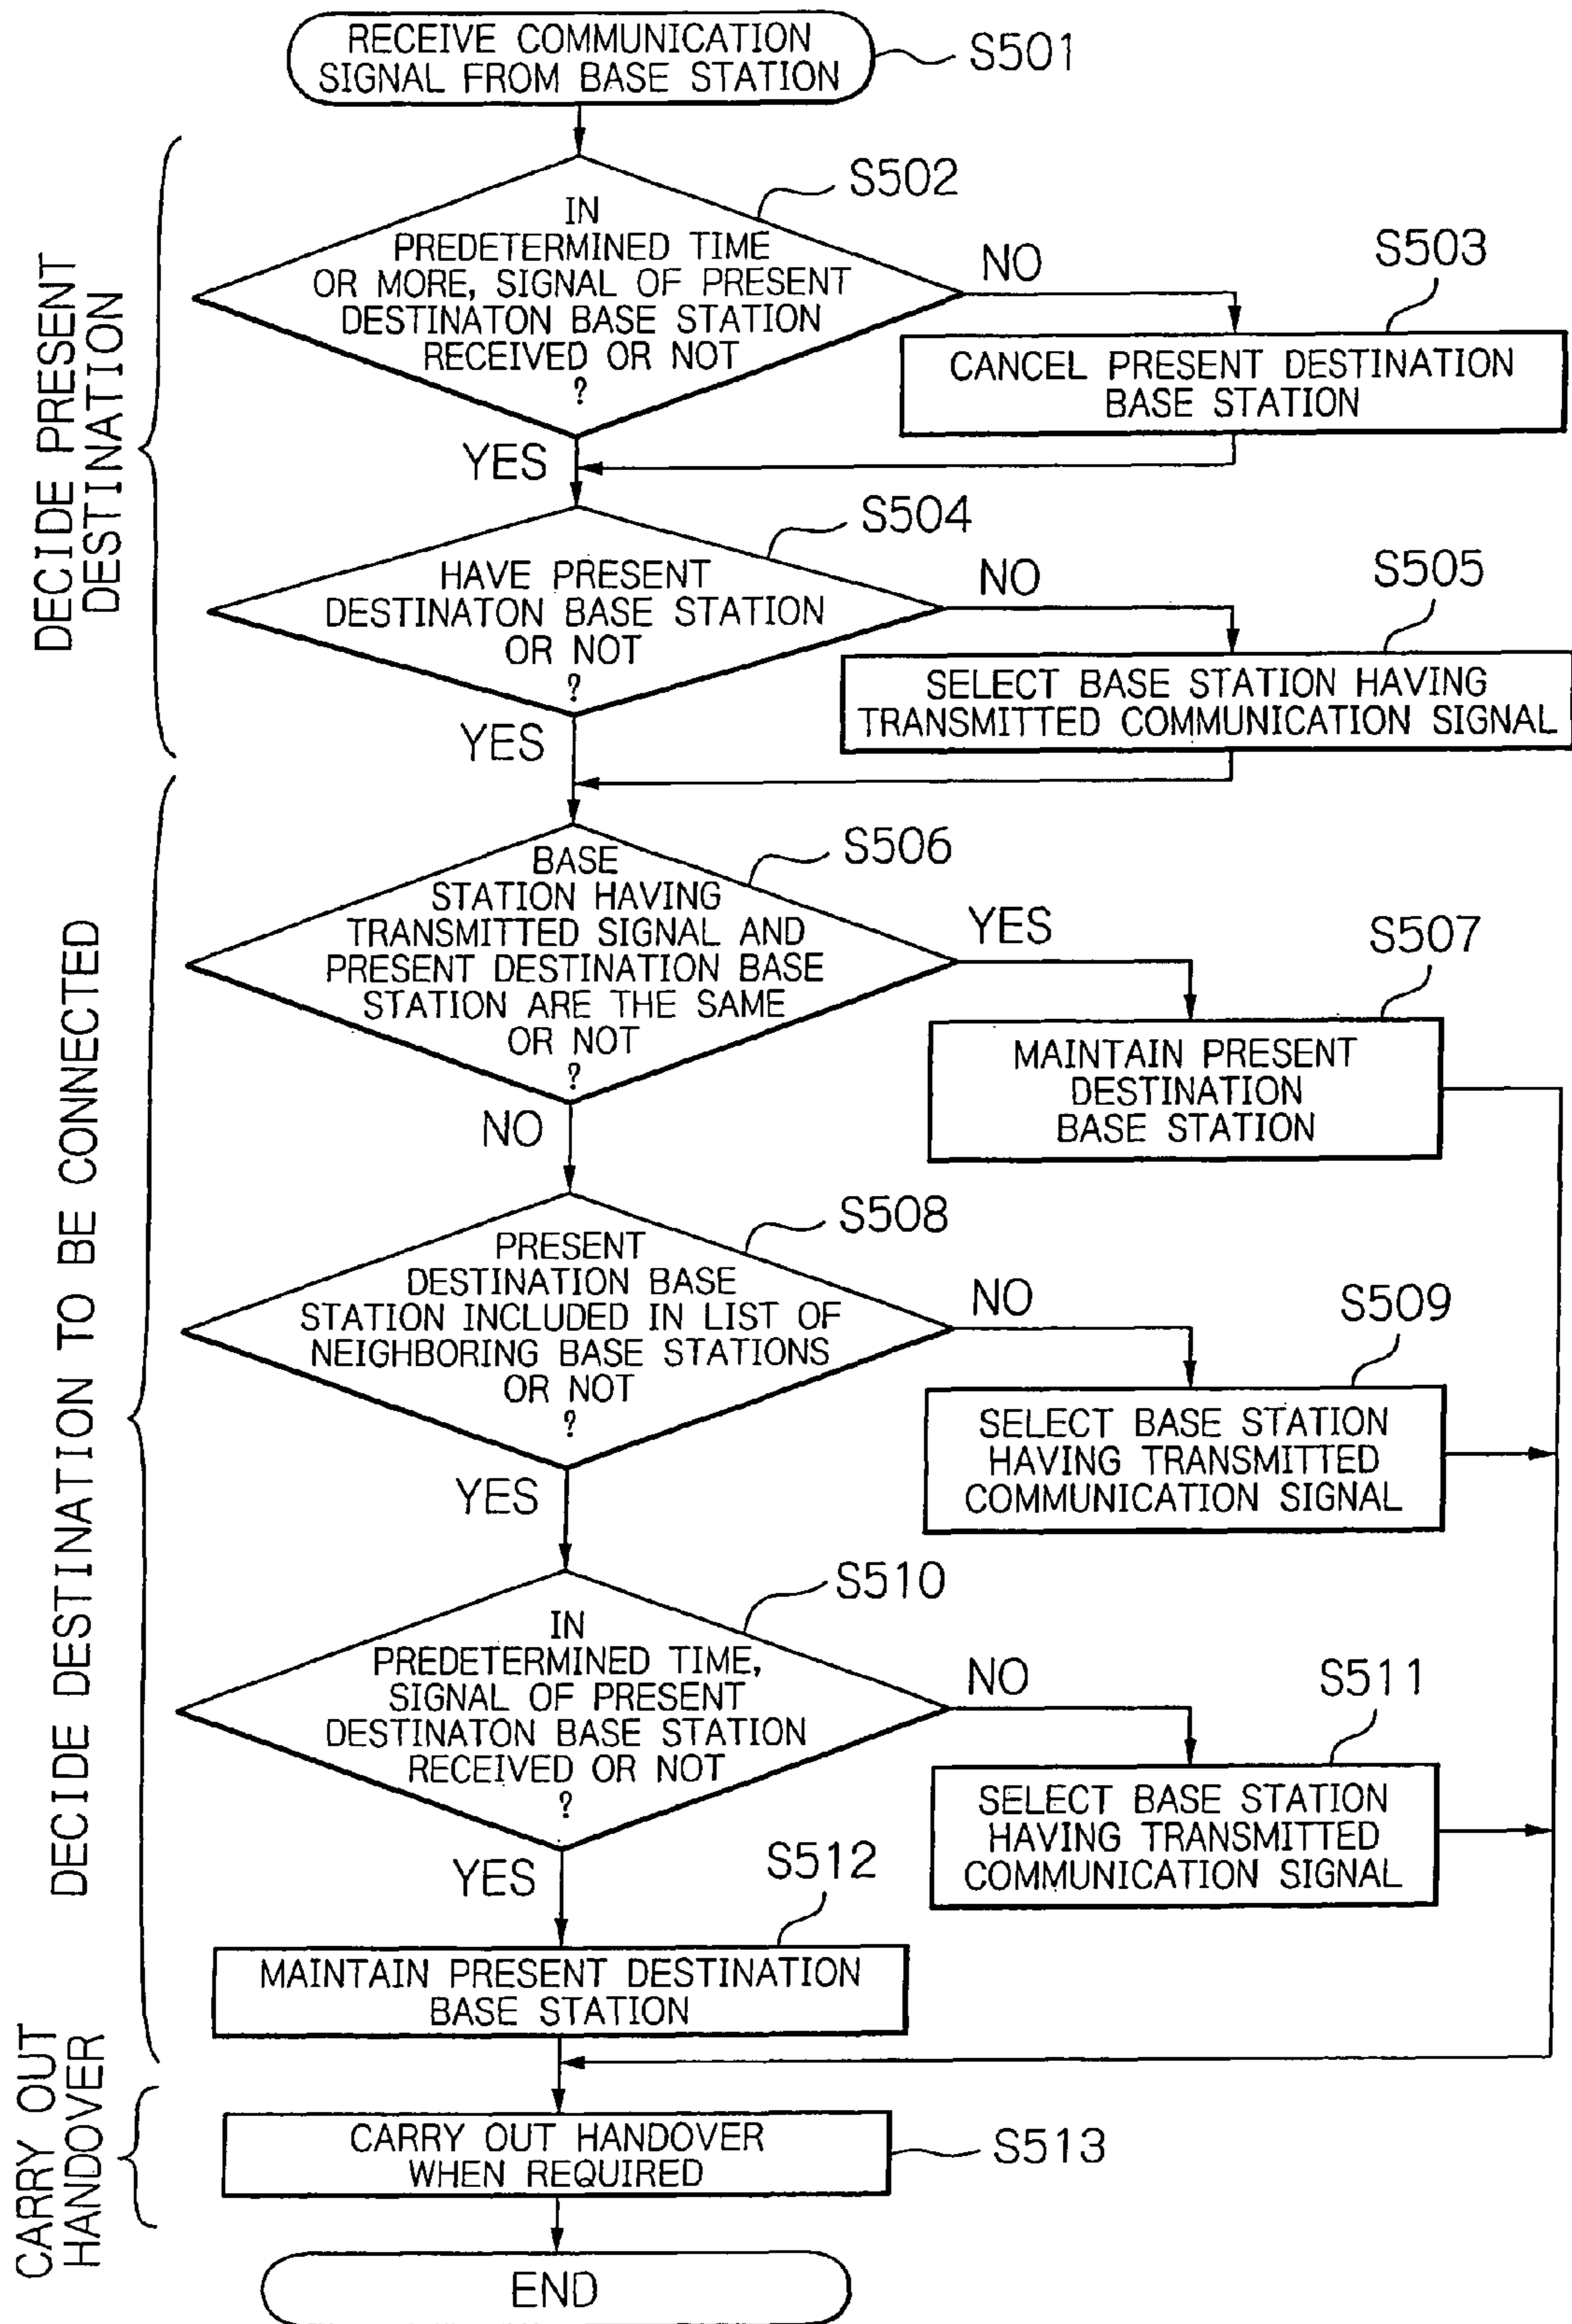 RECEIVE COMMUNICATION
SIGNAL FROM BASE STATION
S501
DECIDE PRESENT
DESTINATION
S502
IN
PREDETERMINED TIME
OR MORE, SIGNAL OF PRESENT
DESTINATON BASE STATION
RECEIVED OR NOT
?
NO
S503
CANCEL PRESENT DESTINATION
BASE STATION
YES
S504
HAVE PRESENT
DESTINATON BASE STATION
OR NOT
?
NO
S505
SELECT BASE STATION HAVING
TRANSMITTED COMMUNICATION SIGNAL
YES
DECIDE DESTINATION TO BE CONNECTED
S506
BASE
STATION HAVING
TRANSMITTED SIGNAL AND
PRESENT DESTINATION BASE
STATION ARE THE SAME
OR NOT
?
YES
S507
MAINTAIN PRESENT
DESTINATION
BASE STATION
NO
S508
PRESENT
DESTINATION BASE
STATION INCLUDED IN LIST OF
NEIGHBORING BASE STATIONS
OR NOT
?
NO
S509
SELECT BASE STATION
HAVING TRANSMITTED
COMMUNICATION SIGNAL
YES
S510
IN
PREDETERMINED TIME,
SIGNAL OF PRESENT
DESTINATON BASE STATION
RECEIVED OR NOT
?
NO
S511
SELECT BASE STATION
HAVING TRANSMITTED
COMMUNICATION SIGNAL
YES
S512
MAINTAIN PRESENT DESTINATION
BASE STATION
CARRY OUT
HANDOVER
CARRY OUT HANDOVER
WHEN REQUIRED
S513
END